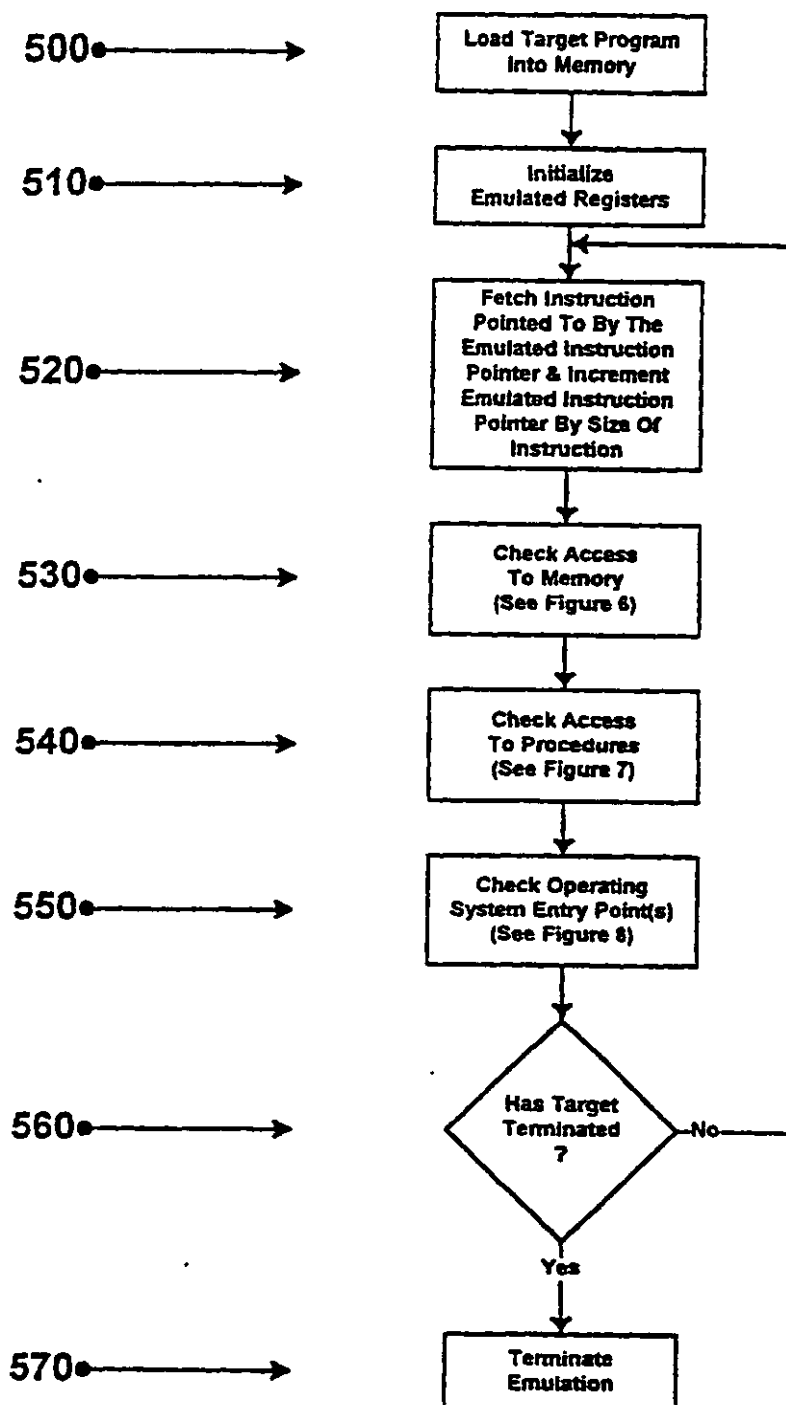 500
Load Target Program
Into Memory
510
Initialize
Emulated Registers
520
Fetch Instruction
Pointed To By The
Emulated Instruction
Pointer & Increment
Emulated Instruction
Pointer By Size Of
Instruction
530
Check Access
To Memory
(See Figure 6)
540
Check Access
To Procedures
(See Figure 7)
550
Check Operating
System Entry Point(s)
(See Figure 8)
560
Has Target
Terminated
?
No
Yes
570
Terminate
Emulation